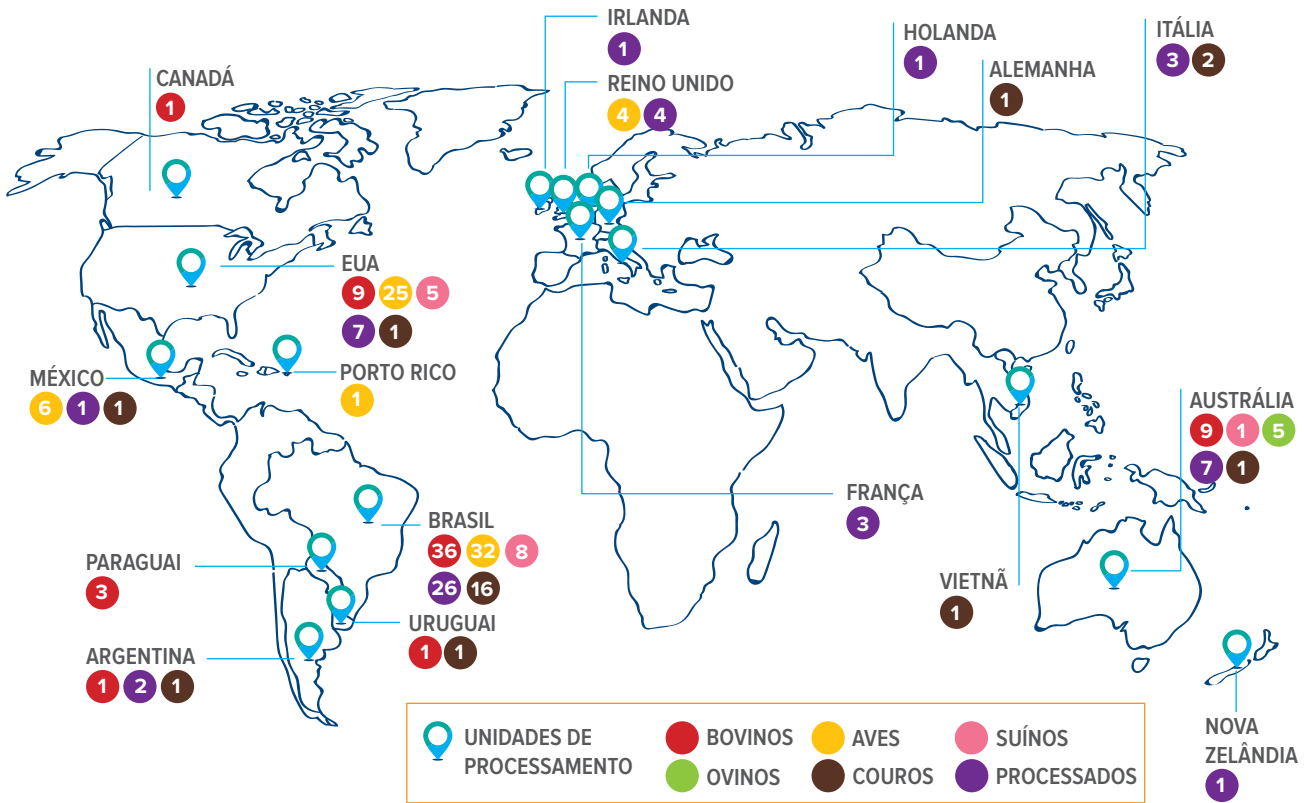 IRLANDA
1
HOLANDA
1
ITÁLIA
3 2
CANADÁ
1
REINO UNIDO
4 4
ALEMANHA
1
EUA
9 25 5
7 1
MÉXICO
6 1 1
PORTO RICO
1
AUSTRÁLIA
9 1 5
7 1
FRANÇA
3
BRASIL
36 32 8
26 16
PARAGUAI
3
VIETNÃ
1
URUGUAI
1 1
ARGENTINA
1 2 1
NOVA
ZELÂNDIA
1
UNIDADES DE
PROCESSAMENTO
BOVINOS AVES SUÍNOS
OVINOS COUROS PROCESSADOS